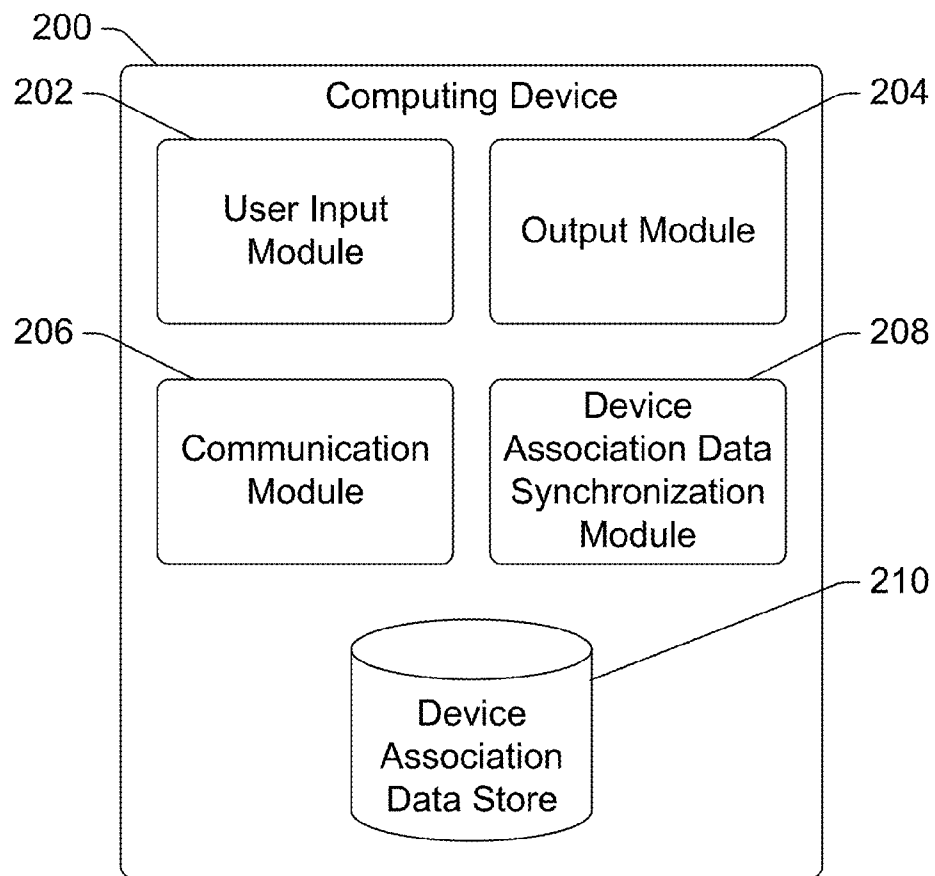 200
202
Computing Device
204
User Input
Module
Output Module
206
208
Communication
Module
Device
Association Data
Synchronization
Module
210
Device
Association
Data Store